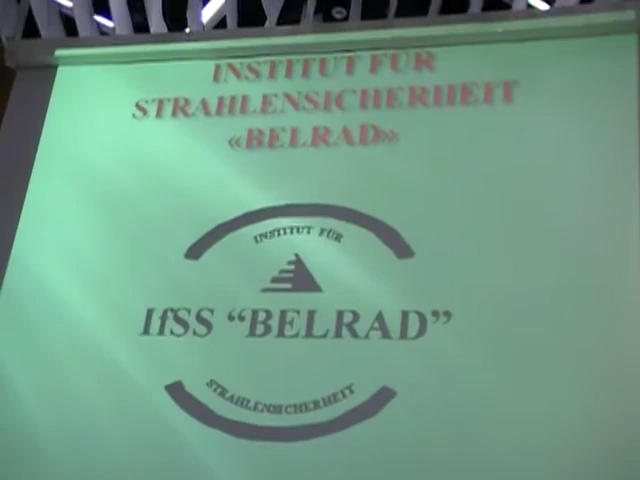 INSTITUT FÜR
STRAHLENSICHERHEIT
«BELRAD»
INSTITUT FÜR
IfSS “BELRAD”
STRAHLENSICHERHEIT